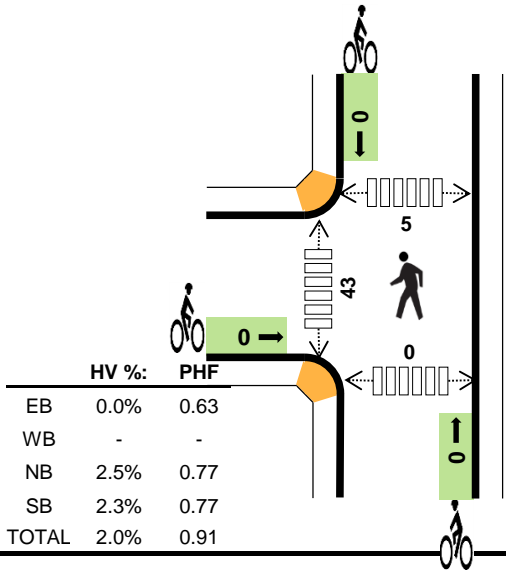 0
5
43
0
0
0
HV %: PHF
EB 0.0% 0.63
WB - -
NB 2.5% 0.77
SB 2.3% 0.77
TOTAL 2.0% 0.91